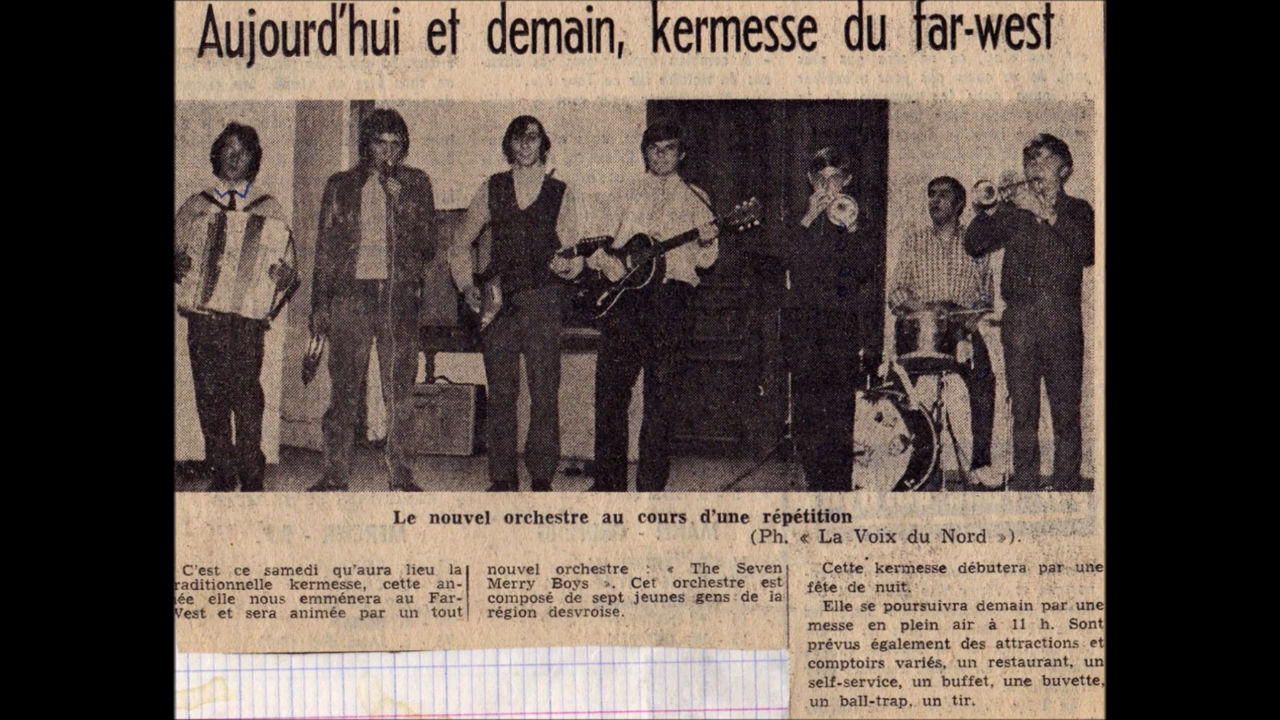 Aujourd'hui et demain, kermesse du far-west
Le nouvel orchestre au cours d'une répétition
(Ph. « La Voix du Nord »).
C'est ce samedi qu'aura lieu la
raditionnelle kermesse, cette an-
ée elle nous emménera au Far-
West et sera animée par un tout
nouvel orchestre : « The Seven
Merry Boys ». Cet orchestre est
composé de sept jeunes gens de la
région desvroise.
Cette kermesse débutera par une
fête de nuit.
Elle se poursuivra demain par une
messe en plein air à 11 h. Sont
prévus également des attractions et
comptoirs variés, un restaurant, un
self-service, un buffet, une buvette,
un ball-trap, un tir.